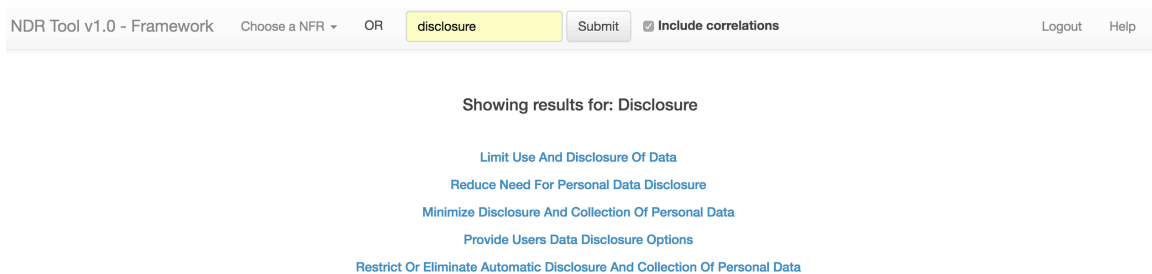 NDR Tool v1.0 - Framework Choose a NFR OR disclosure Submit Include correlations Logout Help
Showing results for: Disclosure
Limit Use And Disclosure Of Data
Reduce Need For Personal Data Disclosure
Minimize Disclosure And Collection Of Personal Data
Provide Users Data Disclosure Options
Restrict Or Eliminate Automatic Disclosure And Collection Of Personal Data